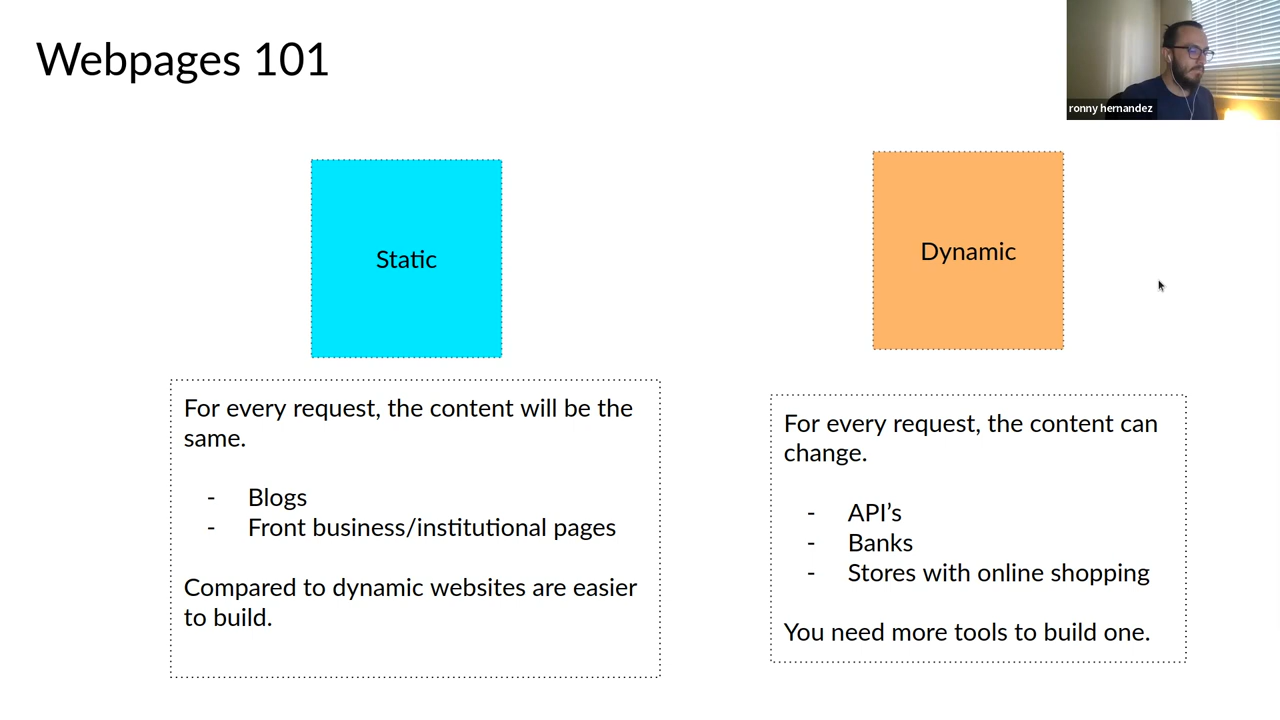 Webpages 101
ronny hernandez
Static
Dynamic
For every request, the content will be the
same.
- Blogs
- Front business/institutional pages
Compared to dynamic websites are easier
to build.
For every request, the content can
change.
- API’s
- Banks
- Stores with online shopping
You need more tools to build one.